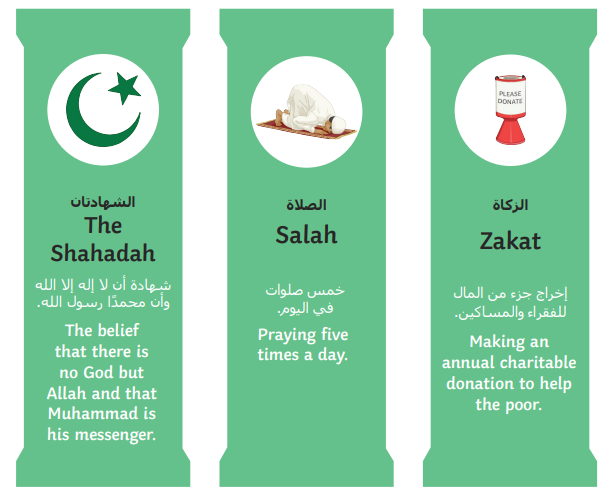 الشهادتان
The
Shahadah
شهادة أن لا إله إلا الله
وأن محمدًا رسول الله.
The belief
that there is
no God but
Allah and that
Muhammad is
his messenger.
الصلاة
Salah
خمس صلوات
في اليوم.
Praying five
times a day.
PLEASE
DONATE
الزكاة
Zakat
إخراج جزء من المال
للفقراء والمساكين.
Making an
annual charitable
donation to help
the poor.